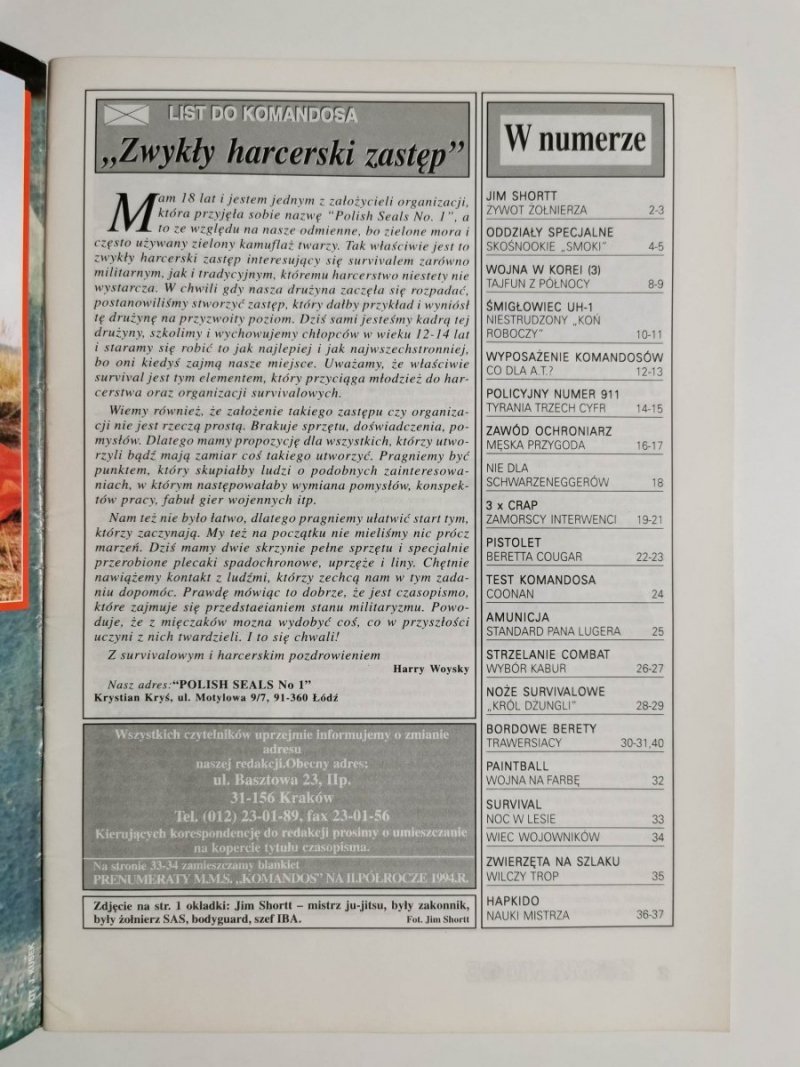 LIST DO KOMANDOSA
„Zwykły harcerski zastęp”
Mam 18 lat i jestem jednym z założycieli organizacji,
która przyjęła sobie nazwę "Polish Seals No. 1", a
to ze względu na nasze odmienne, bo zielone mora i
często używany zielony kamuflaż twarzy. Tak właściwie jest to
zwykły harcerski zastęp interesujący się survivalem zarówno
militarnym, jak i tradycyjnym, któremu harcerstwo niestety nie
wystarcza. W chwili gdy nasza drużyna zaczęła się rozpadać,
postanowiliśmy stworzyć zastęp, który dałby przykład i wyniósł
tę drużynę na przyzwoity poziom. Dziś sami jesteśmy kadrą tej
drużyny, szkolimy i wychowujemy chłopców w wieku 12-14 lat
i staramy się robić to jak najlepiej i jak najwszechstronniej,
bo oni kiedyś zajmą nasze miejsce. Uważamy, że właściwie
survival jest tym elementem, który przyciąga młodzież do har-
cerstwa oraz organizacji survivalowych.
Wiemy również, że założenie takiego zastępu czy organiza-
cji nie jest rzeczą prostą. Brakuje sprzętu, doświadczenia, po-
mysłów. Dlatego mamy propozycję dla wszystkich, którzy utwo-
rzyli bądź mają zamiar coś takiego utworzyć. Pragniemy być
punktem, który skupiałby ludzi o podobnych zainteresowa-
niach, w którym następowałaby wymiana pomysłów, konspek-
tów pracy, fabuł gier wojennych itp.
Nam też nie było łatwo, dlatego pragniemy ułatwić start tym,
którzy zaczynają. My też na początku nie mieliśmy nic prócz
marzeń. Dziś mamy dwie skrzynie pełne sprzętu i specjalnie
przerobione plecaki spadochronowe, uprzęże i liny. Chętnie
nawiążemy kontakt z ludźmi, którzy zechcą nam w tym zada-
niu dopomóc. Prawdę mówiąc to dobrze, że jest czasopismo,
które zajmuje się przedstaeianiem stanu militaryzmu. Powo-
duje, że z mięczaków mozna wydobyć coś, co w przyszłości
uczyni z nich twardzieli. I to się chwali!
Z survivalowym i harcerskim pozdrowieniem
Harry Woysky
Nasz adres:“POLISH SEALS No 1”
Krystian Kryś, ul. Motylowa 9/7, 91-360 Łódź
Wszystkich czytelników uprzejmie informujemy o zmianie
adresu
naszej redakcji.Obecny adres:
ul. Basztowa 23, IIp.
31-156 Kraków
Tel. (012) 23-01-89, fax 23-01-56
Kierujących korespondencję do redakcji prosimy o umieszczanie
na kopercie tytułu czasopisma.
Na stronie 33-34 zamieszczamy blankiet
PRENUMERATY M.M.S. „KOMANDOS” NA II.PÓŁROCZE 1994.R.
Zdjęcie na str. 1 okładki: Jim Shortt – mistrz ju-jitsu, były zakonnik,
były żołnierz SAS, bodyguard, szef IBA.
Fot. Jim Shortt
W numerze
JIM SHORTT
ŻYWOT ŻOŁNIERZA 2-3
ODDZIAŁY SPECJALNE
SKOŚNOOKIE „SMOKI” 4-5
WOJNA W KOREI (3)
TAJFUN Z PÓŁNOCY 8-9
ŚMIGŁOWIEC UH-1
NIESTRUDZONY „KOŃ
ROBOCZY” 10-11
WYPOSAŻENIE KOMANDOSÓW
CO DLA A.T.? 12-13
POLICYJNY NUMER 911
TYRANIA TRZECH CYFR 14-15
ZAWÓD OCHRONIARZ
MĘSKA PRZYGODA 16-17
NIE DLA
SCHWARZENEGGERÓW 18
3 x CRAP
ZAMORSCY INTERWENCI 19-21
PISTOLET
BERETTA COUGAR 22-23
TEST KOMANDOSA
COONAN 24
AMUNICJA
STANDARD PANA LUGERA 25
STRZELANIE COMBAT
WYBÓR KABUR 26-27
NOŻE SURVIVALOWE
„KRÓL DŻUNGLI” 28-29
BORDOWE BERETY
TRAWERSIACY 30-31,40
PAINTBALL
WOJNA NA FARBĘ 32
SURVIVAL
NOC W LESIE 33
WIEC WOJOWNIKÓW 34
ZWIERZĘTA NA SZLAKU
WILCZY TROP 35
HAPKIDO
NAUKI MISTRZA 36-37